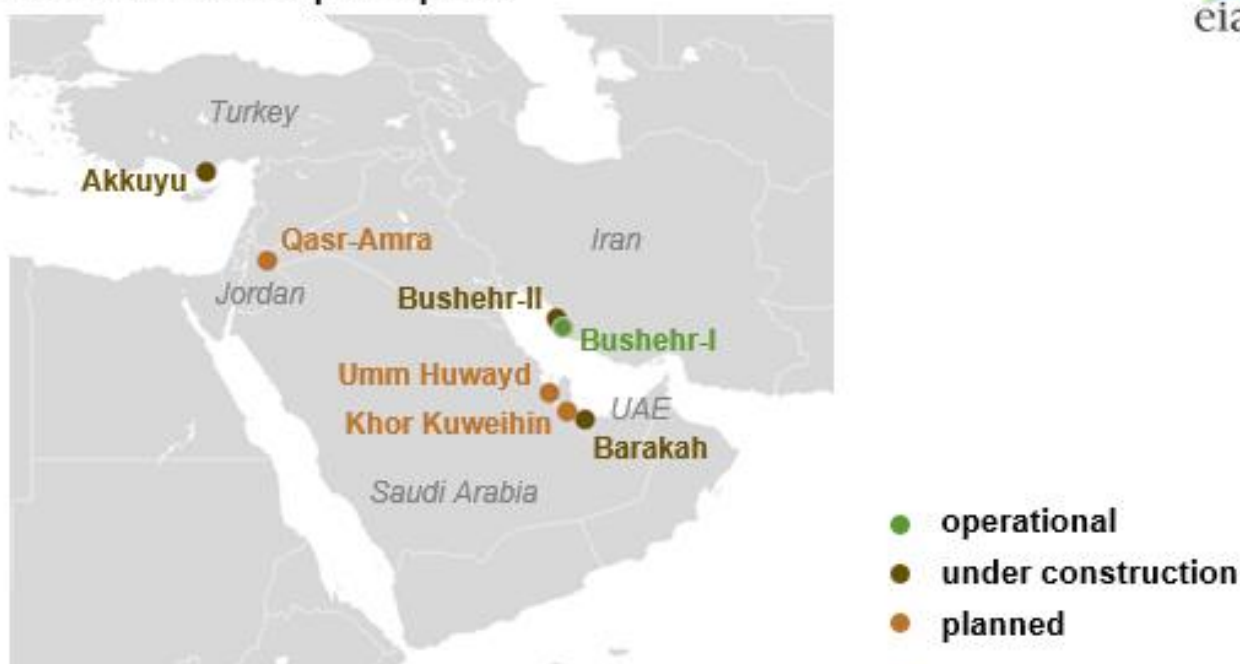 eia
Turkey
Akkuyu
Qasr-Amra
Iran
Jordan
Bushehr-II
Bushehr-I
Umm Huwayd
UAE
Khor Kuweihin
Barakah
Saudi Arabia
operational
under construction
planned